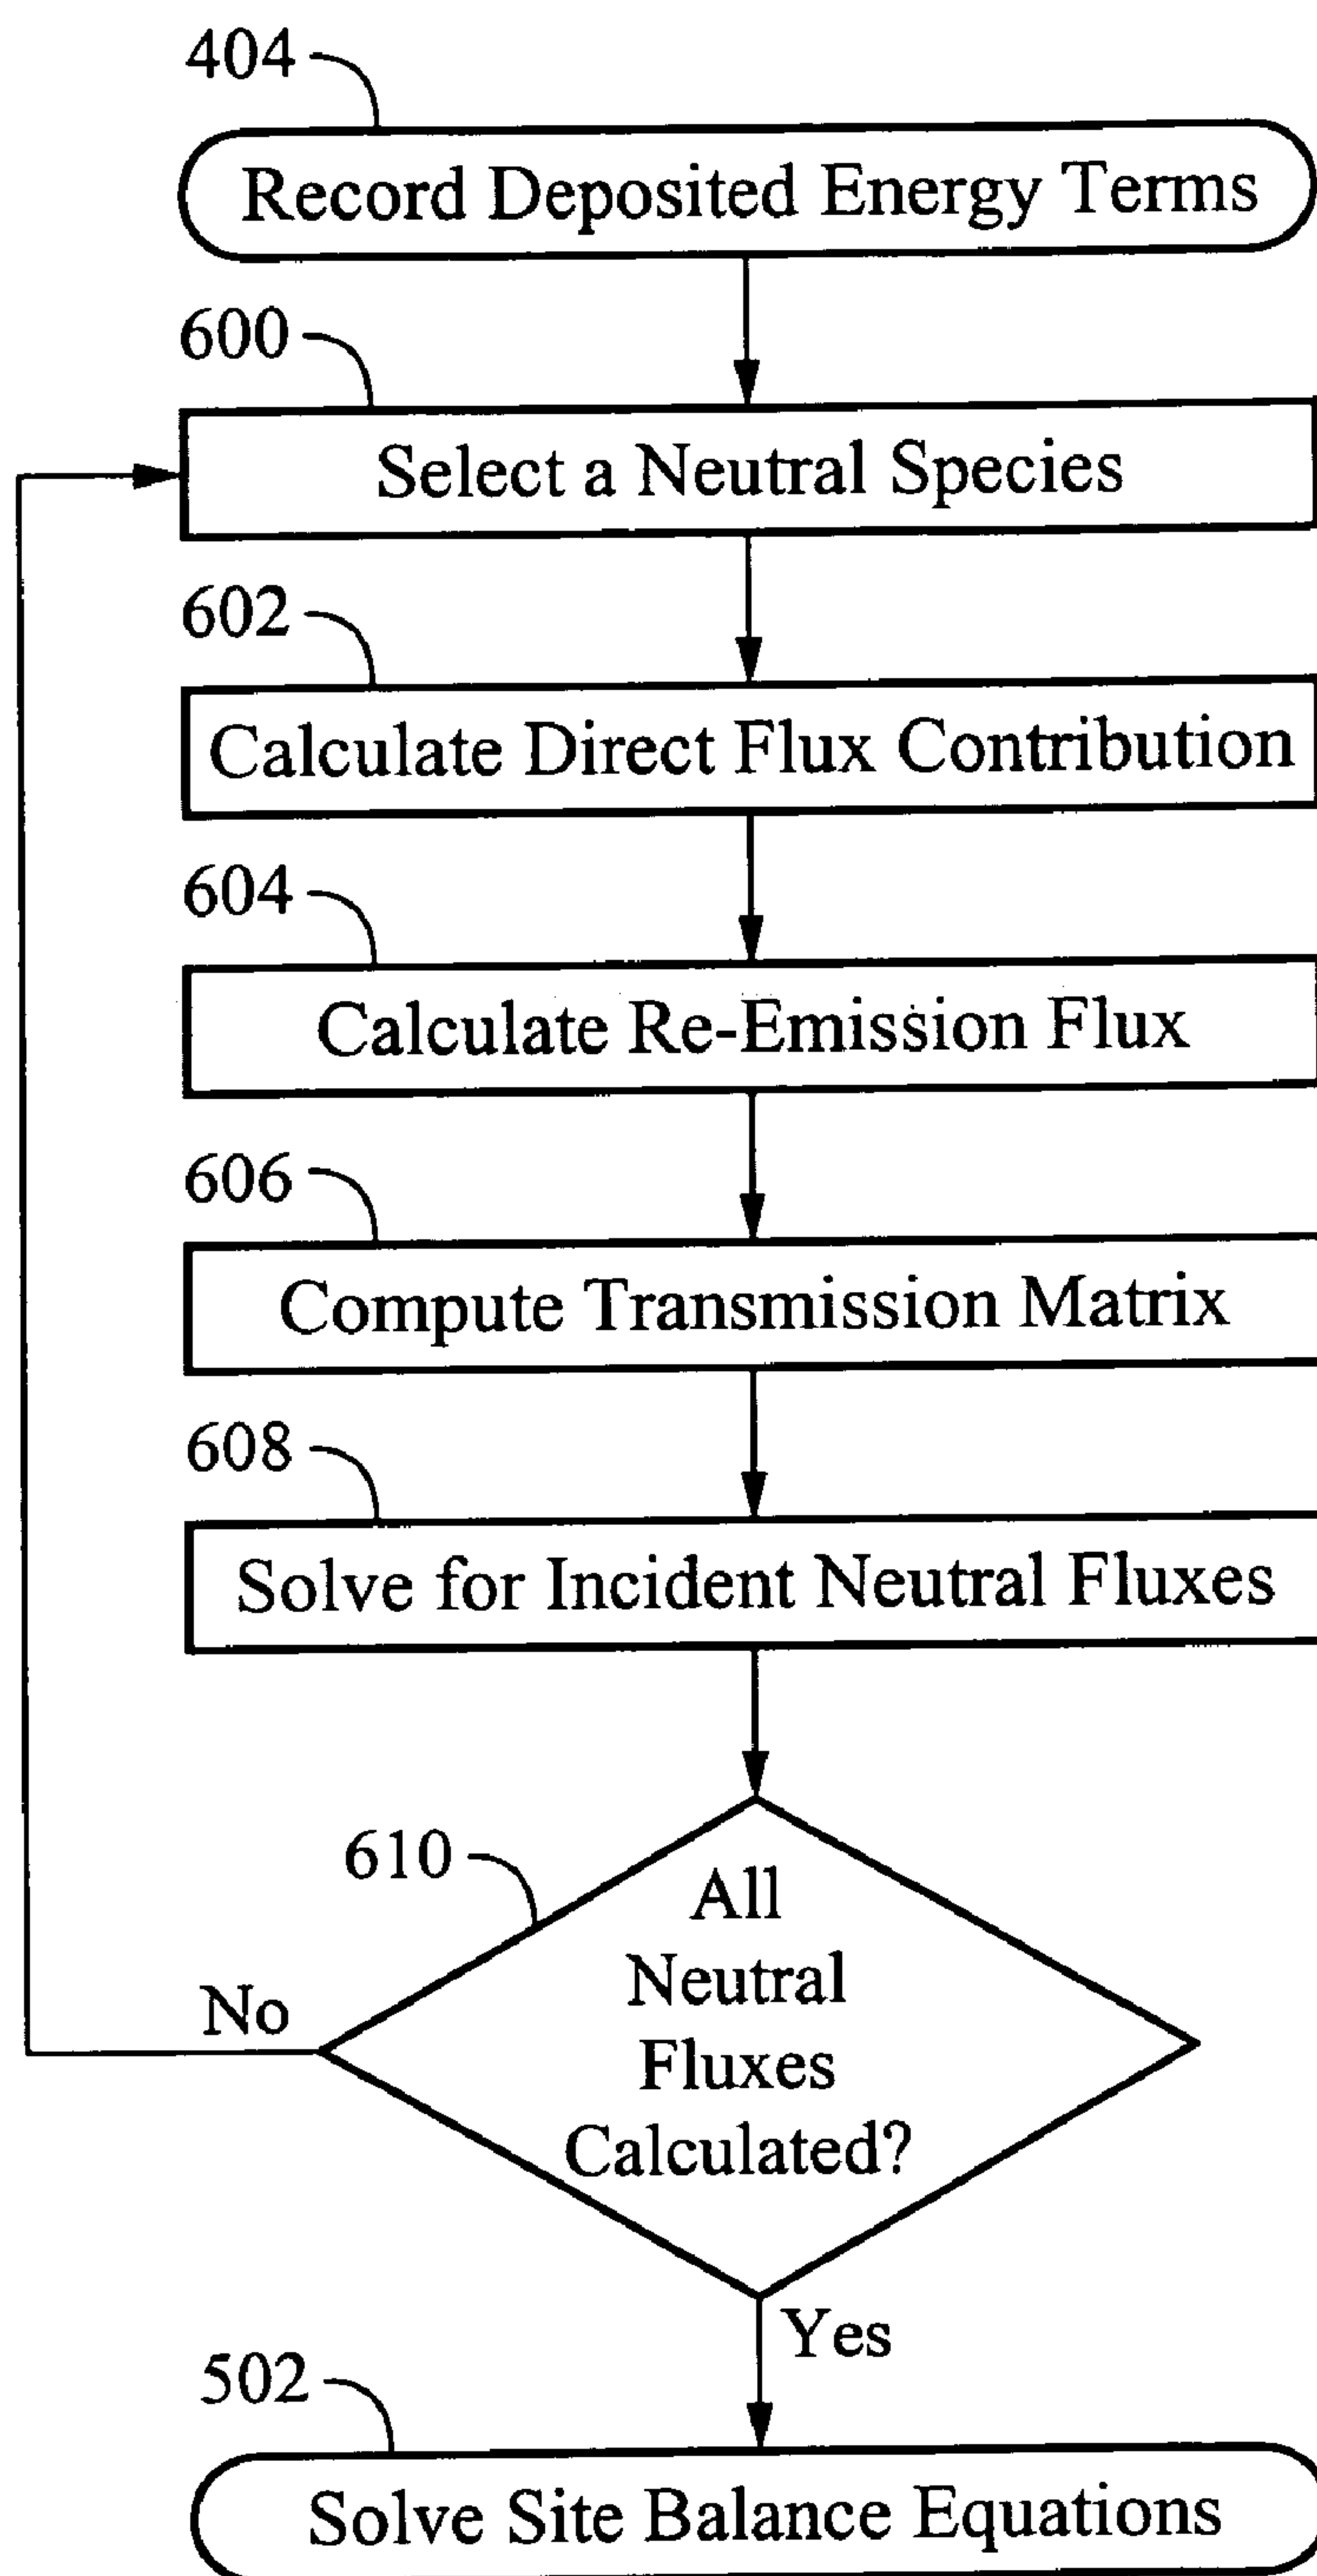 404
Record Deposited Energy Terms
600
Select a Neutral Species
602
Calculate Direct Flux Contribution
604
Calculate Re-Emission Flux
606
Compute Transmission Matrix
608
Solve for Incident Neutral Fluxes
610
All
Neutral
Fluxes
Calculated?
No
Yes
502
Solve Site Balance Equations